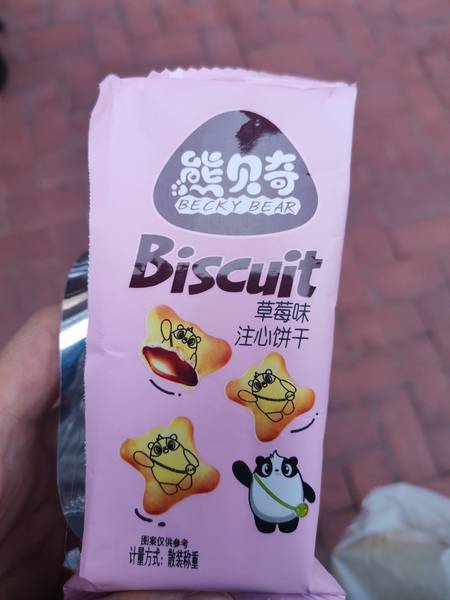 熊贝奇
BECKY BEAR
Biscuit
草莓味
注心饼干
图案仅供参考
计量方式：散装称重